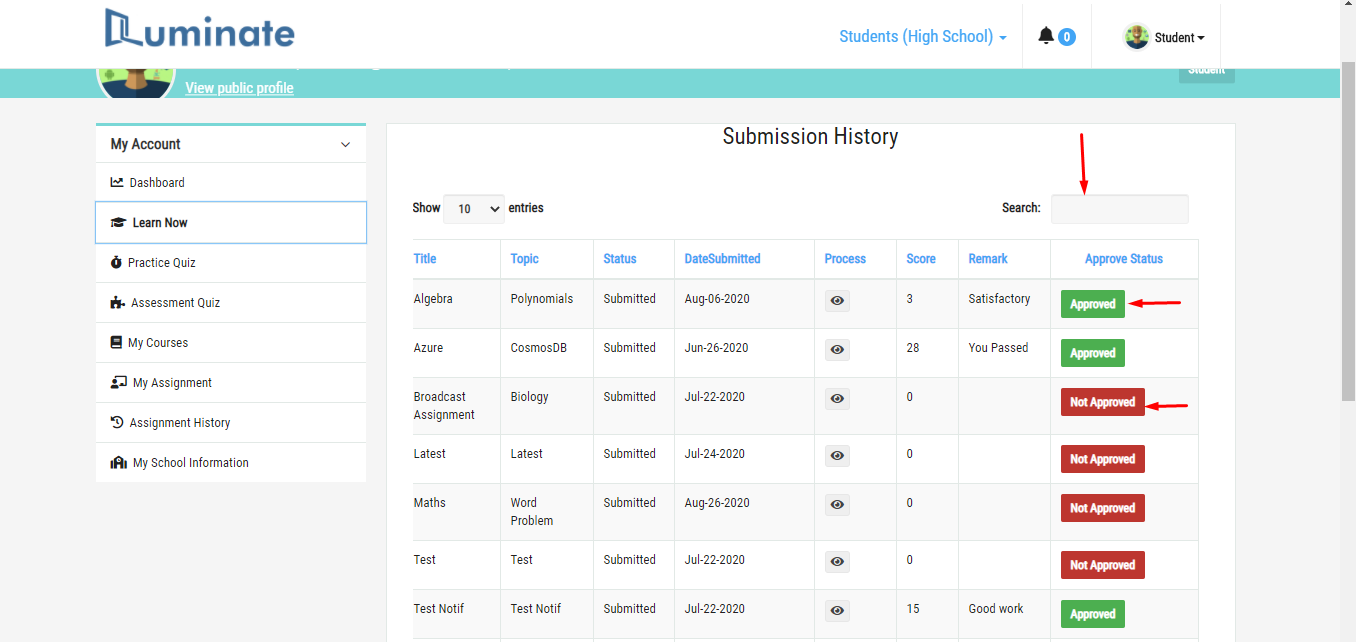 Luminate
Students (High School)
0
Student
Student
View public profile
My Account
Dashboard
Learn Now
Practice Quiz
Assessment Quiz
My Courses
My Assignment
Assignment History
My School Information
Submission History
Show 10 entries
Search:
Title Topic Status DateSubmitted Process Score Remark Approve Status
Algebra Polynomials Submitted Aug-06-2020 3 Satisfactory Approved
Azure CosmosDB Submitted Jun-26-2020 28 You Passed Approved
Broadcast Biology Submitted Jul-22-2020 0 Not Approved
Assignment
Latest Latest Submitted Jul-24-2020 0 Not Approved
Maths Word Submitted Aug-26-2020 0 Not Approved
Problem
Test Test Submitted Jul-22-2020 0 Not Approved
Test Notif Test Notif Submitted Jul-22-2020 15 Good work Approved